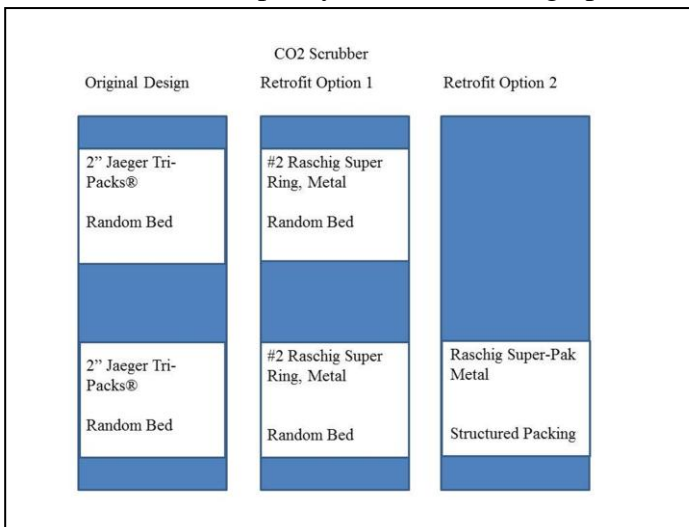 CO2 Scrubber
Original Design
Retrofit Option 1
Retrofit Option 2
2” Jaeger Tri-
Packs®
Random Bed
#2 Raschig Super
Ring, Metal
Random Bed
2” Jaeger Tri-
Packs®
Random Bed
#2 Raschig Super
Ring, Metal
Random Bed
Raschig Super-Pak
Metal
Structured Packing